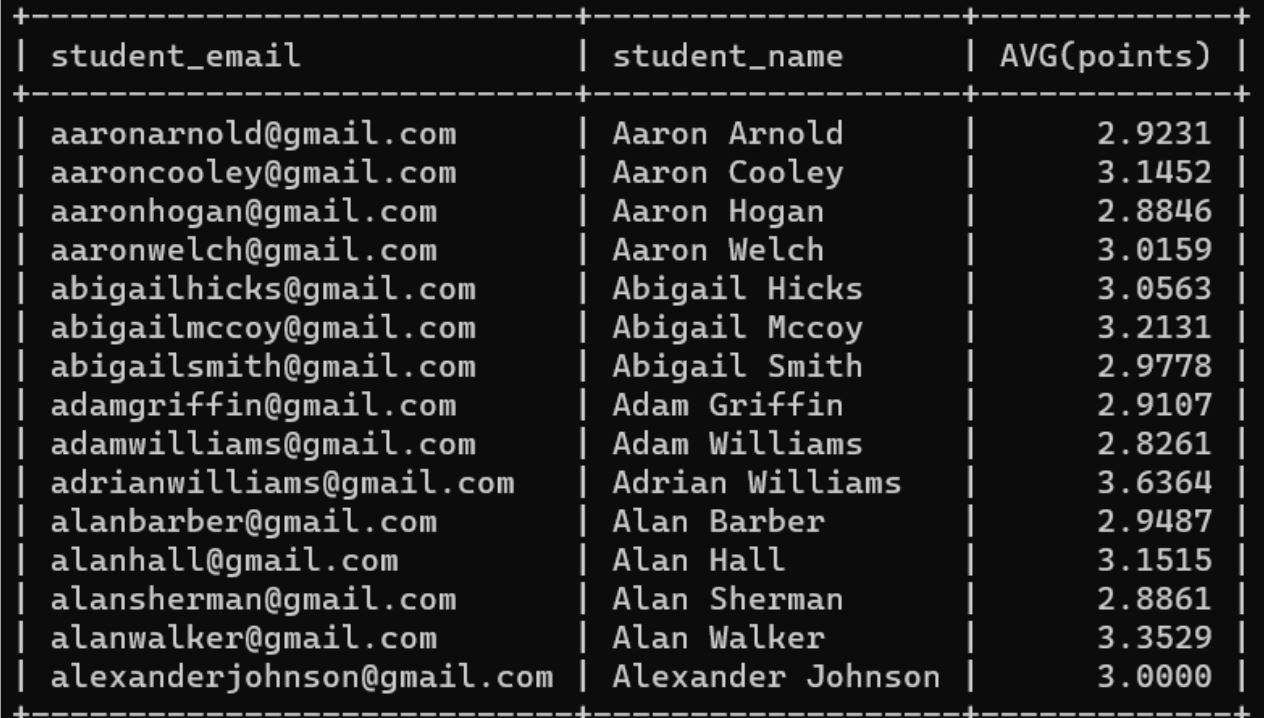 +----------------------------+-------------------+-------------+
| student_email              | student_name      | AVG(points) |
+----------------------------+-------------------+-------------+
| aaronarnold@gmail.com      | Aaron Arnold      |      2.9231 |
| aaroncooley@gmail.com      | Aaron Cooley      |      3.1452 |
| aaronhogan@gmail.com       | Aaron Hogan       |      2.8846 |
| aaronwelch@gmail.com       | Aaron Welch       |      3.0159 |
| abigailhicks@gmail.com     | Abigail Hicks     |      3.0563 |
| abigailmccoy@gmail.com     | Abigail Mccoy     |      3.2131 |
| abigailsmith@gmail.com     | Abigail Smith     |      2.9778 |
| adamgriffin@gmail.com      | Adam Griffin      |      2.9107 |
| adamwilliams@gmail.com     | Adam Williams     |      2.8261 |
| adrianwilliams@gmail.com   | Adrian Williams   |      3.6364 |
| alanbarber@gmail.com       | Alan Barber       |      2.9487 |
| alanhall@gmail.com         | Alan Hall         |      3.1515 |
| alansherman@gmail.com      | Alan Sherman      |      2.8861 |
| alanwalker@gmail.com       | Alan Walker       |      3.3529 |
| alexanderjohnson@gmail.com | Alexander Johnson |      3.0000 |
+----------------------------+-------------------+-------------+